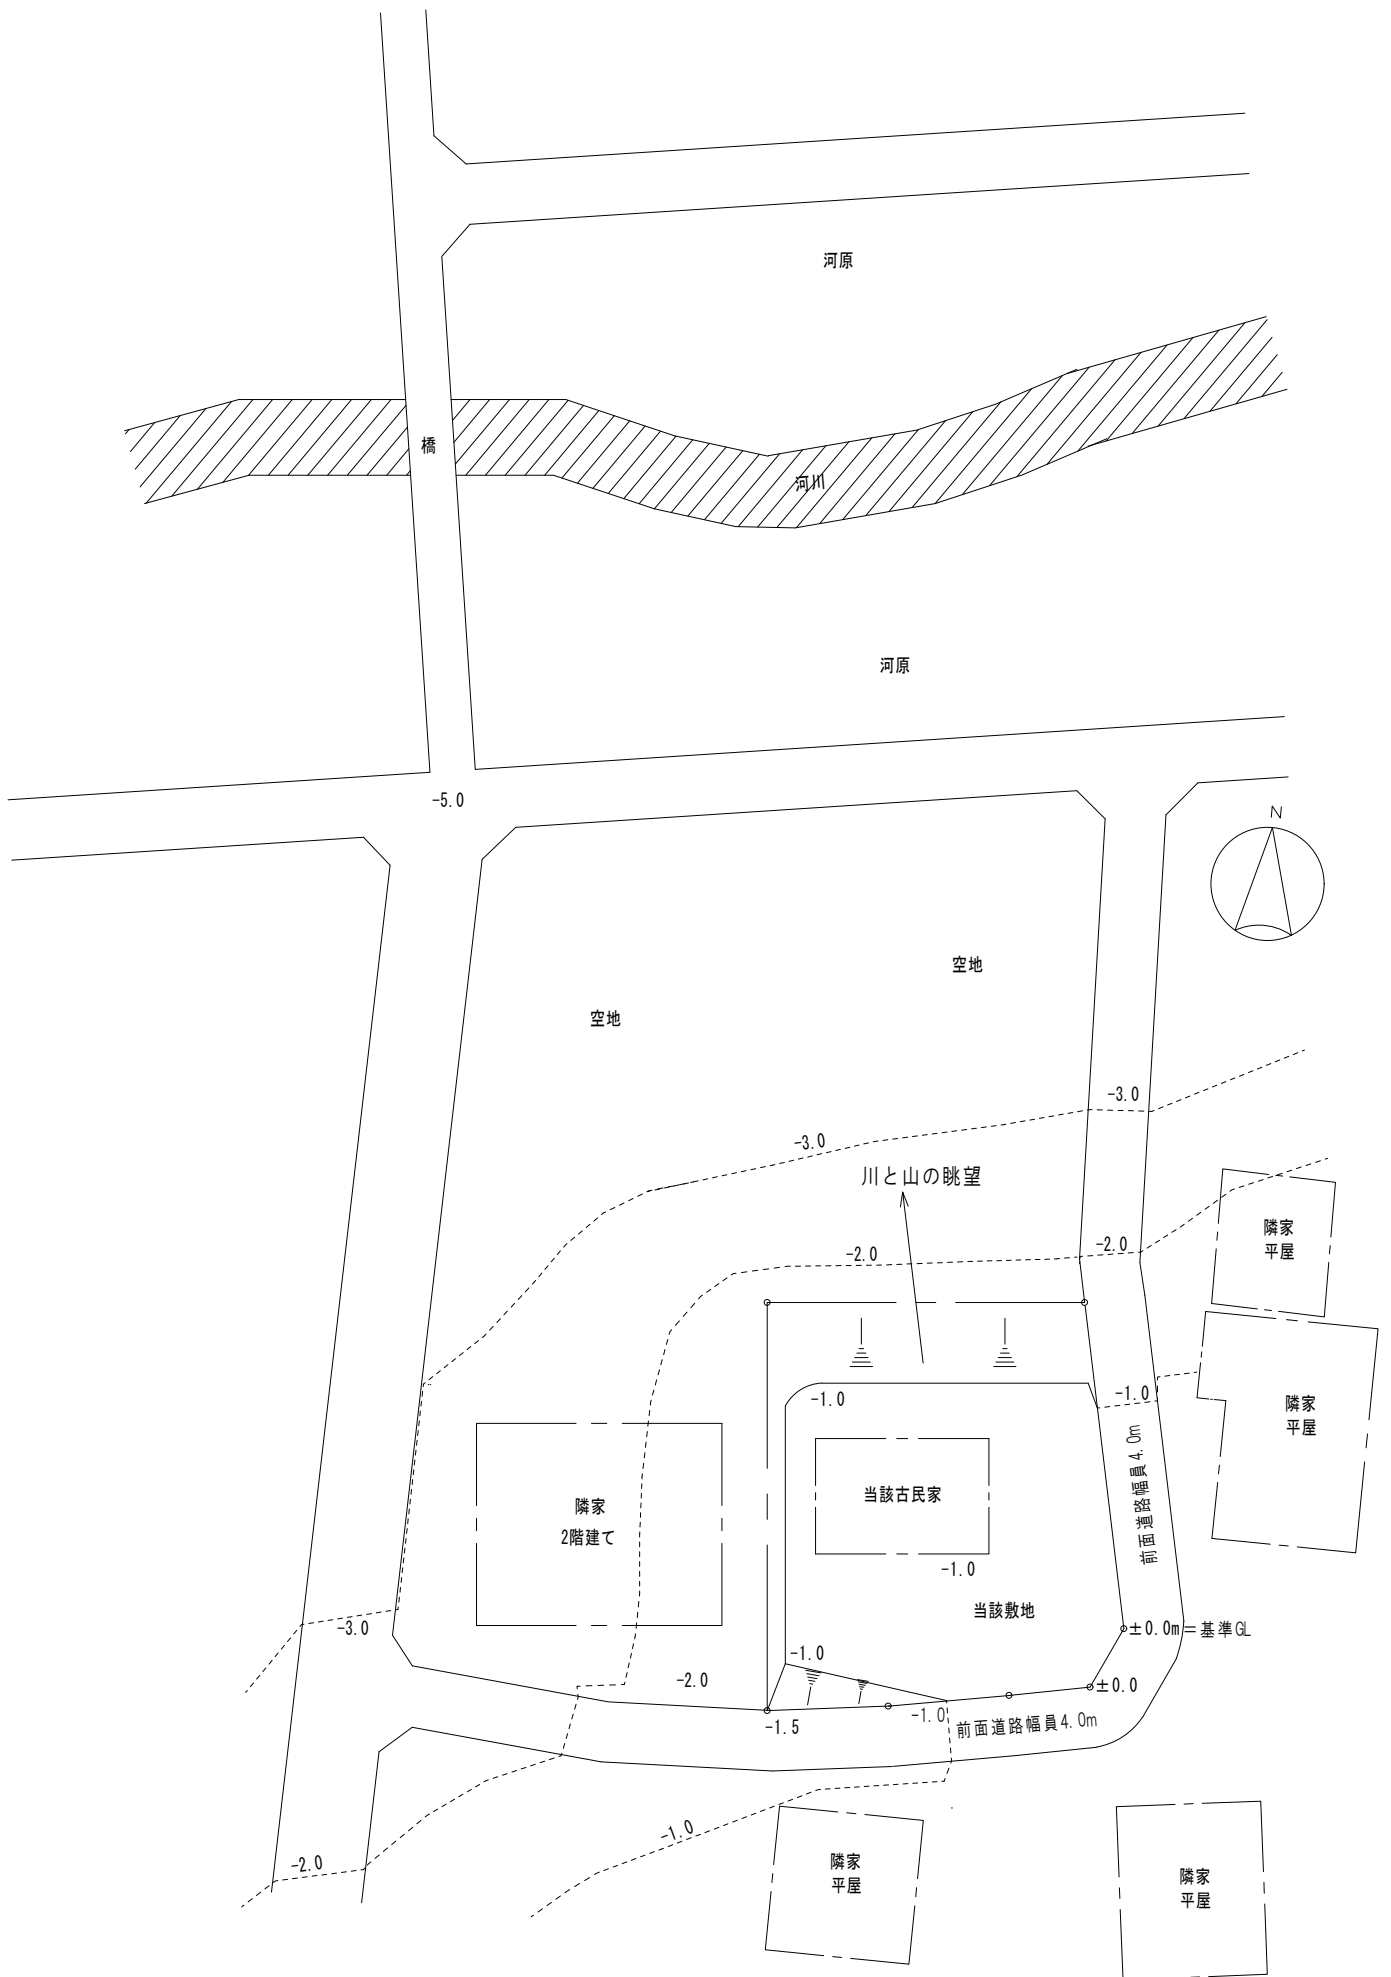 河原
橋
河川
河原
-5.0
N
空地
空地
-3.0
-3.0
川と山の眺望
-2.0
-2.0
隣家
平屋
-1.0
-1.0
隣家
平屋
前面道路幅員4.0m
当該古民家
隣家
2階建て
-1.0
当該敷地
-3.0
±0.0m=基準GL
-1.0
-2.0
±0.0
-1.0
-1.5
前面道路幅員4.0m
-1.0
-2.0
隣家
平屋
隣家
平屋